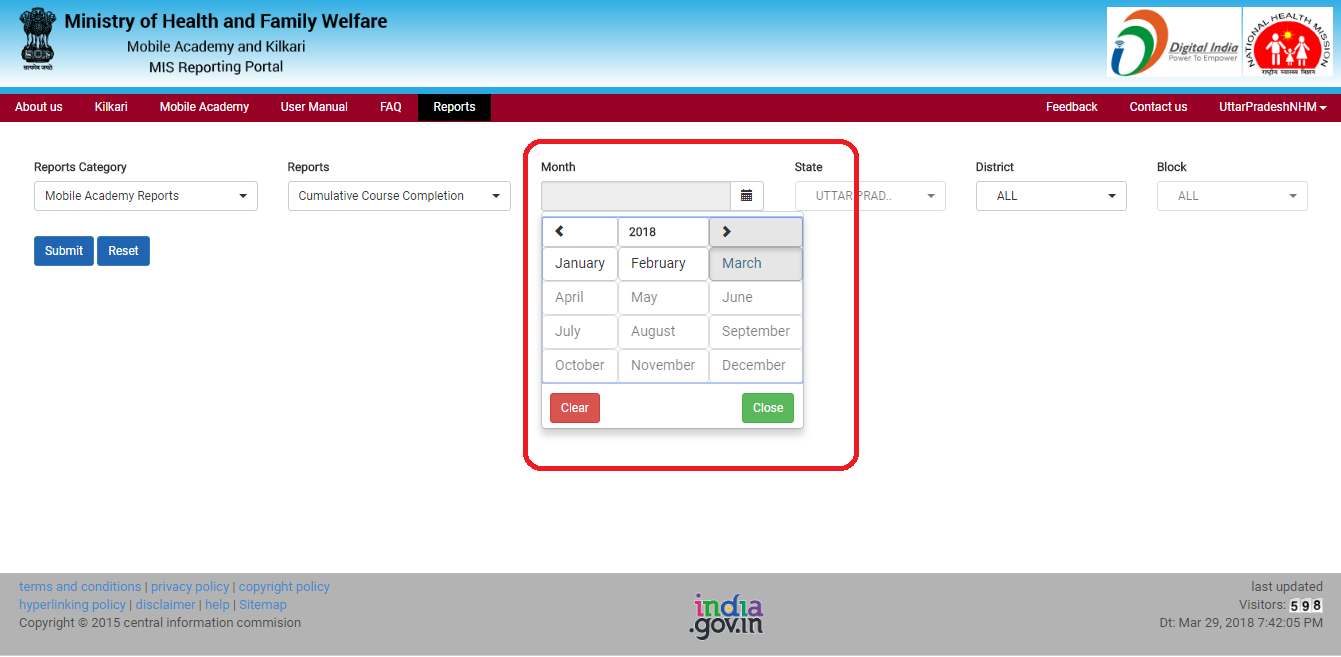 Ministry of Health and Family Welfare
Mobile Academy and Kilkari
MIS Reporting Portal
सत्यमेव जयते
Digital India
Power To Empower
NATIONAL HEALTH MISSION
राष्ट्रीय स्वास्थ्य मिशन
About us Kilkari Mobile Academy User Manual FAQ Reports Feedback Contact us UttarPradeshNHM
Reports Category Reports Month State District Block
Mobile Academy Reports Cumulative Course Completion UTTAR PRAD.. ALL ALL
2018
Submit Reset
January February March
April May June
July August September
October November December
Clear Close
terms and conditions | privacy policy | copyright policy
hyperlinking policy | disclaimer | help | Sitemap
Copyright © 2015 central information commision
india
.gov.in
last updated
Visitors: 598
Dt: Mar 29, 2018 7:42:05 PM